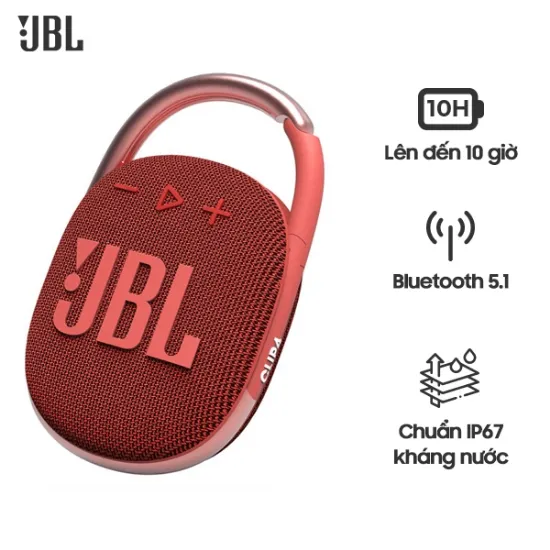 JBL
10H
Lên đến 10 giờ
JBL
CLIP4
Bluetooth 5.1
Chuẩn IP67
kháng nước